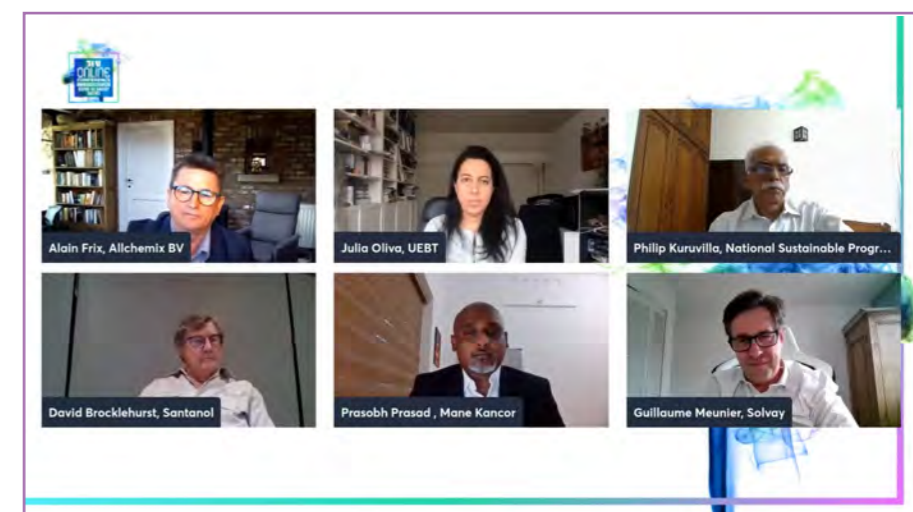 ONLINE
Alain Frix, Allchemix BV
Julia Oliva, UEBT
Philip Kuruvilla, National Sustainable Progr...
David Brocklehurst, Santanol
Prasobh Prasad , Mane Kancor
Guillaume Meunier, Solvay